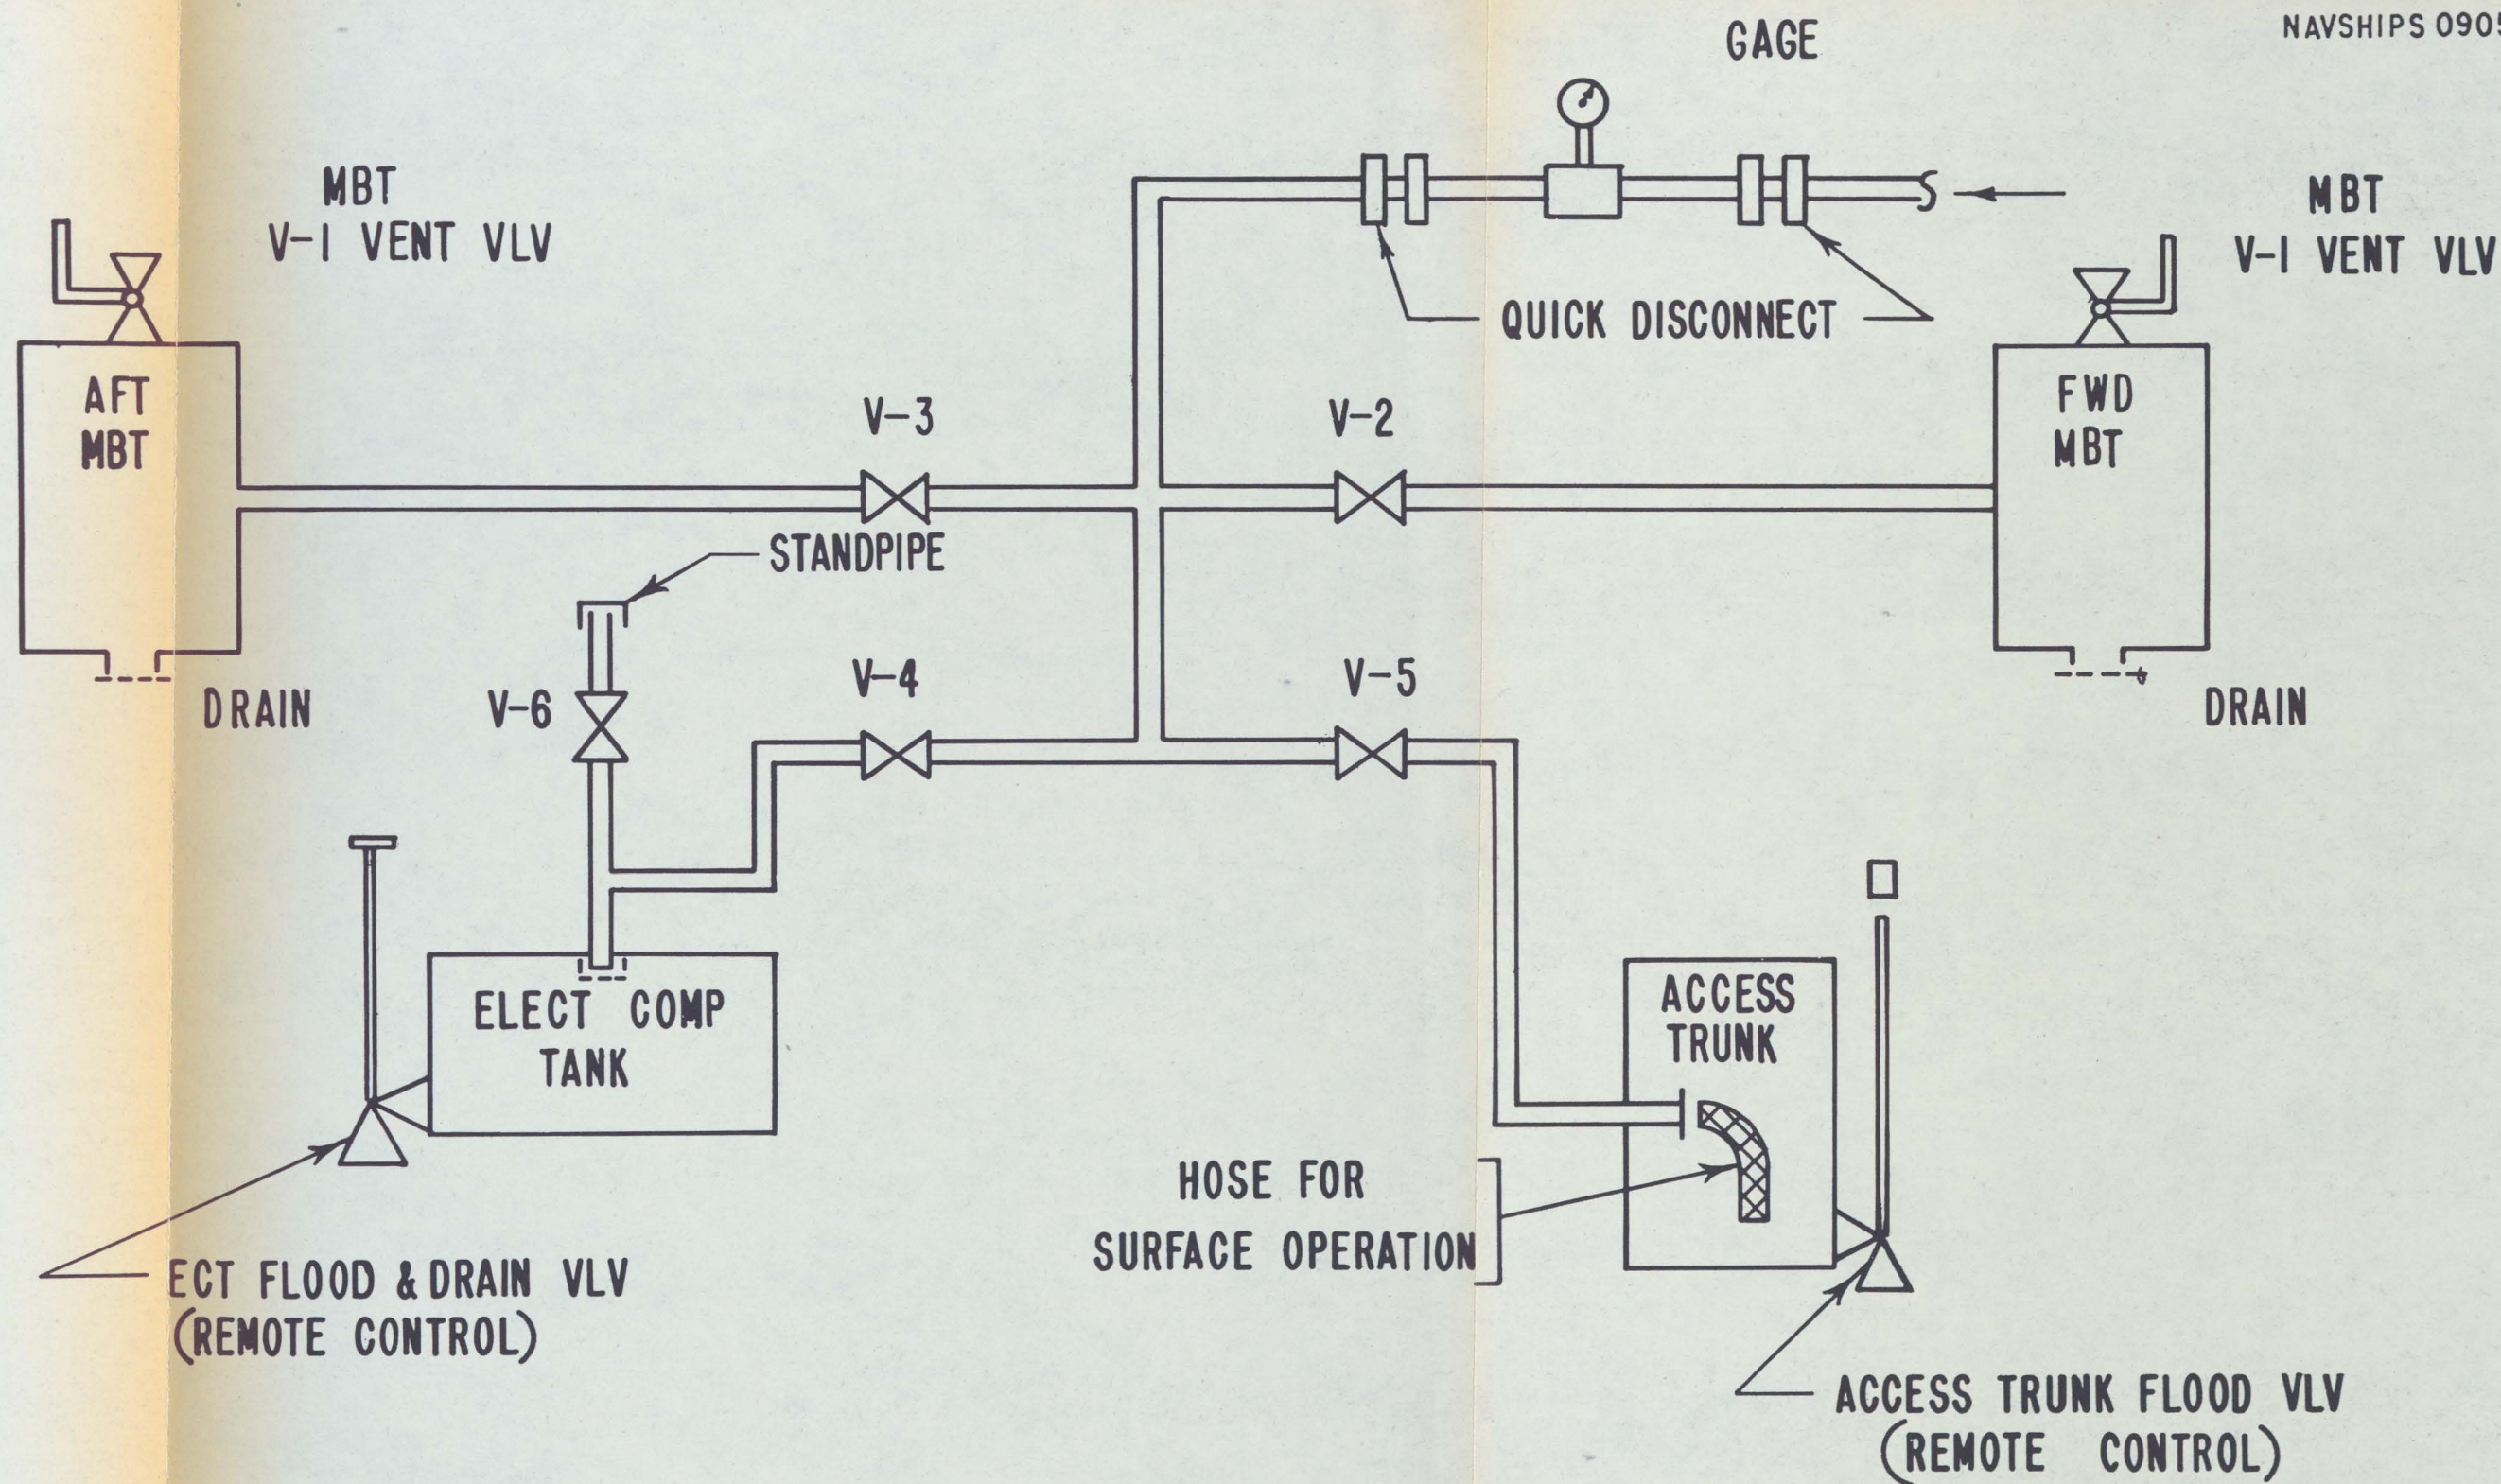 NAVSHIPS 0905
GAGE
MBT
V-1 VENT VLV
MBT
V-1 VENT VLV
QUICK DISCONNECT
AFT
MBT
FWD
MBT
V-3
V-2
STANDPIPE
V-4
V-5
V-6
DRAIN
DRAIN
ELECT COMP
TANK
ACCESS
TRUNK
HOSE FOR
SURFACE OPERATION
ECT FLOOD & DRAIN VLV
(REMOTE CONTROL)
ACCESS TRUNK FLOOD VLV
(REMOTE CONTROL)